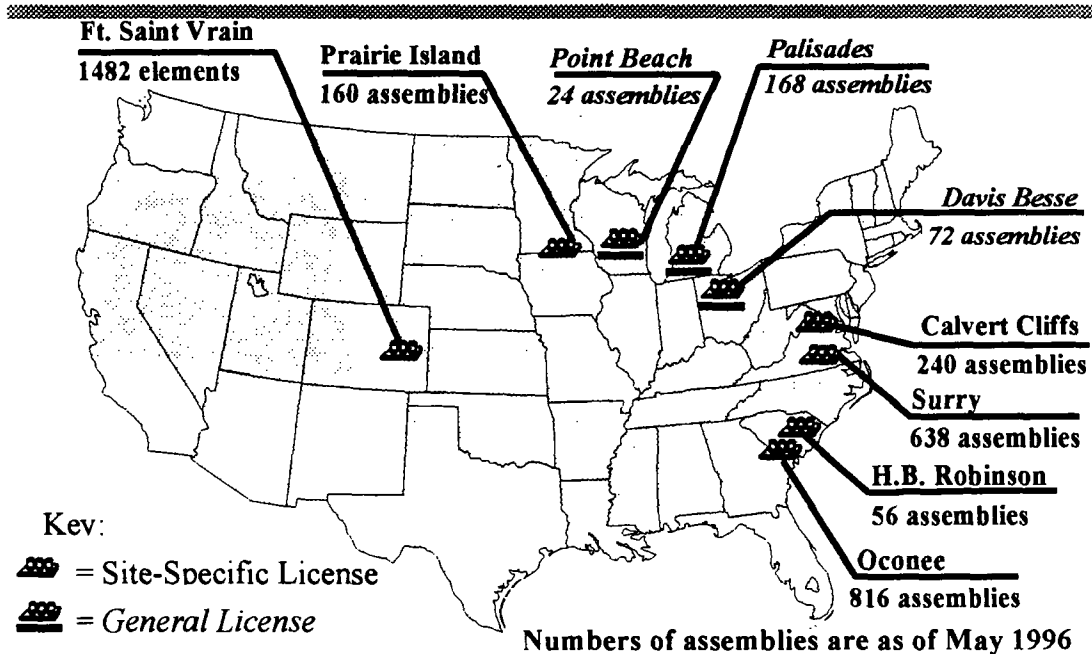 Ft. Saint Vrain
1482 elements
Prairie Island
160 assemblies
Point Beach
24 assemblies
Palisades
168 assemblies
Davis Besse
72 assemblies
Calvert Cliffs
240 assemblies
Surry
638 assemblies
H.B. Robinson
56 assemblies
Oconee
816 assemblies
Key:
= Site-Specific License
= General License
Numbers of assemblies are as of May 1996